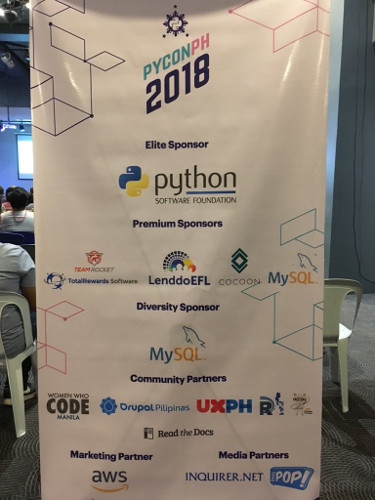 PYCONPH
2018
Elite Sponsor
python
SOFTWARE FOUNDATION
Premium Sponsors
TEAM ROCKET
TotalRewards Software
LenddoEFL
COCOON
MySQL
Diversity Sponsor
MySQL
Community Partners
WOMEN WHO
CODE
MANILA
Drupal Pilipinas
UXPH
R
Read the Docs
Marketing Partner
Media Partners
aws
INQUIRER.NET
POP!